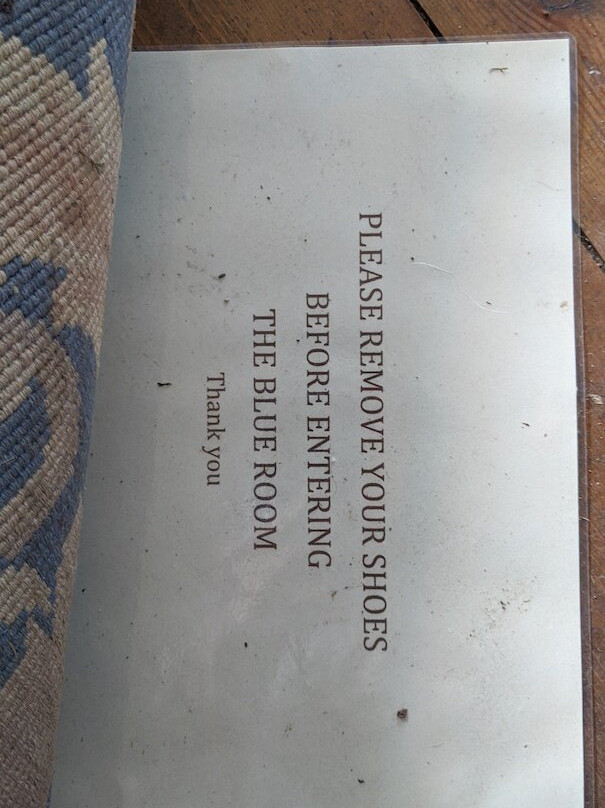 PLEASE REMOVE YOUR SHOES
BEFORE ENTERING
THE BLUE ROOM
Thank you